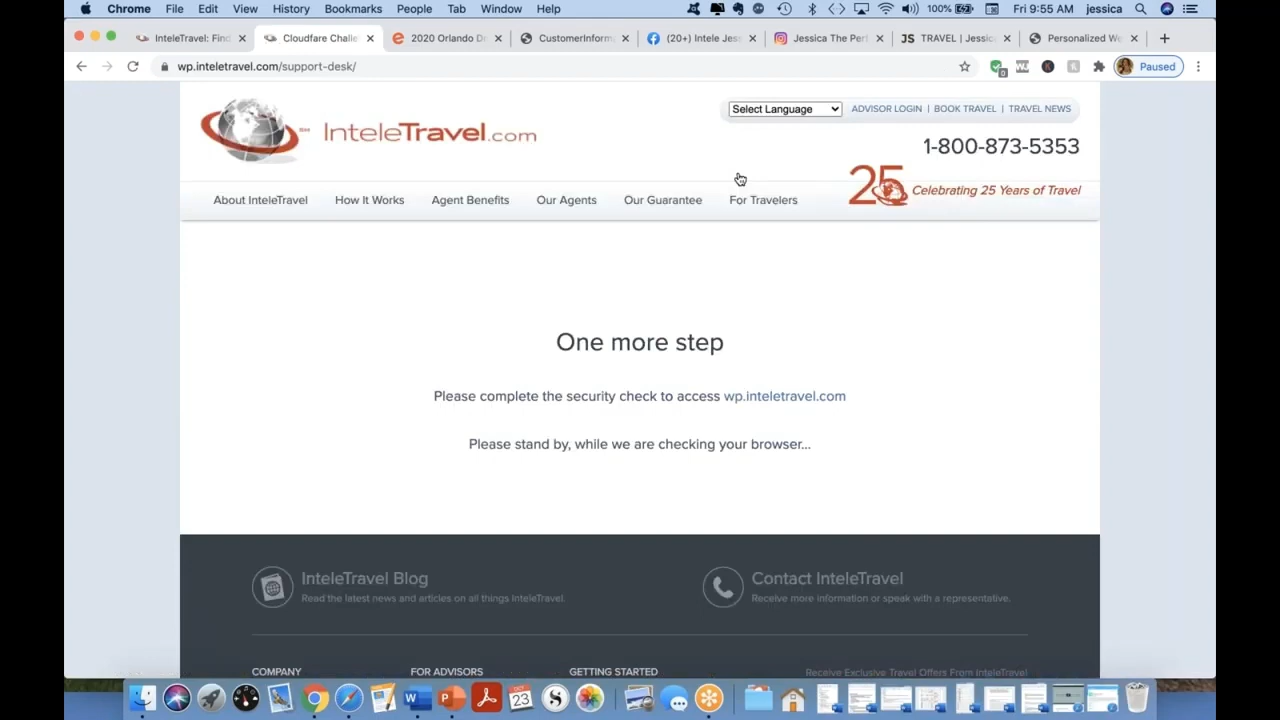 Chrome File Edit View History Bookmarks People Tab Window Help 100% Fri 9:55 AM jessica
InteleTravel: Find Cloudfare Challe 2020 Orlando De CustomerInform (20+) Intele Jess Jessica The Perf TRAVEL | Jessic Personalized We
wp.inteletravel.com/support-desk/ Paused
Select Language ADVISOR LOGIN | BOOK TRAVEL | TRAVEL NEWS
InteleTravel.com
1-800-873-5353
25 Celebrating 25 Years of Travel
About InteleTravel How It Works Agent Benefits Our Agents Our Guarantee For Travelers
One more step
Please complete the security check to access wp.inteletravel.com
Please stand by, while we are checking your browser...
InteleTravel Blog Contact InteleTravel
Read the latest news and articles on all things InteleTravel. Receive more information or speak with a representative.
COMPANY FOR ADVISORS GETTING STARTED Receive Exclusive Travel Offers From InteleTravel